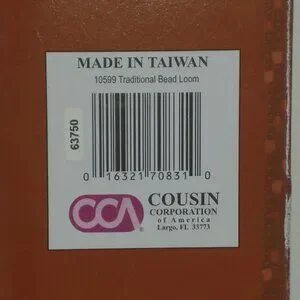 MADE IN TAIWAN
10599 Traditional Bead Loom
63750
0 16321 70831 0
CCA
COUSIN
CORPORATION
of America
Largo, FL 33773